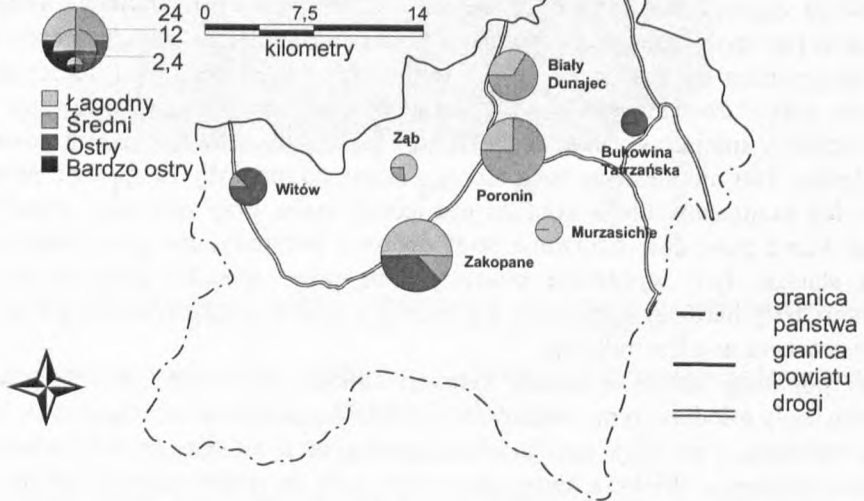 24
12
2,4
0 7,5 14
kilometry
Łagodny
Średni
Ostry
Bardzo ostry
Biały
Dunajec
Ząb
Bukowina
Tatrzańska
Witów
Poronin
Murzasichle
Zakopane
granica
państwa
granica
powiatu
drogi